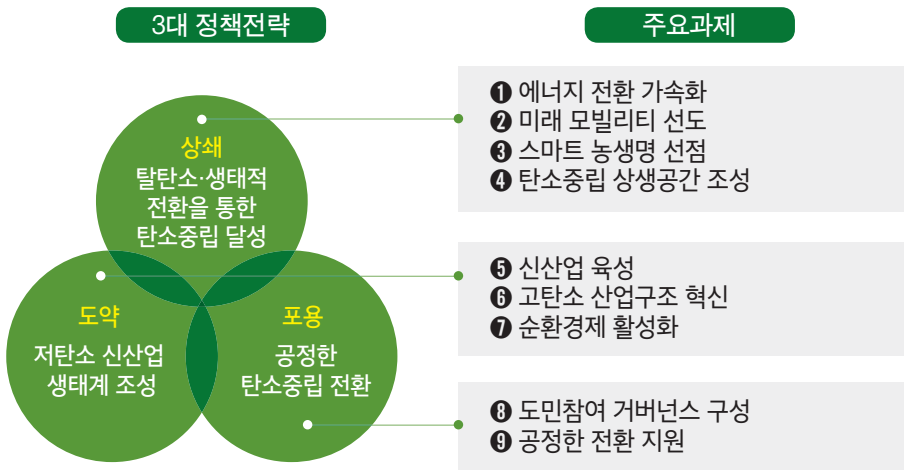 3대 정책전략
주요과제
상쇄
탈탄소·생태적
전환을 통한
탄소중립 달성
❶ 에너지 전환 가속화
❷ 미래 모빌리티 선도
❸ 스마트 농생명 선점
❹ 탄소중립 상생공간 조성
도약
저탄소 신산업
생태계 조성
❺ 신산업 육성
❻ 고탄소 산업구조 혁신
❼ 순환경제 활성화
포용
공정한
탄소중립 전환
❽ 도민참여 거버넌스 구성
❾ 공정한 전환 지원